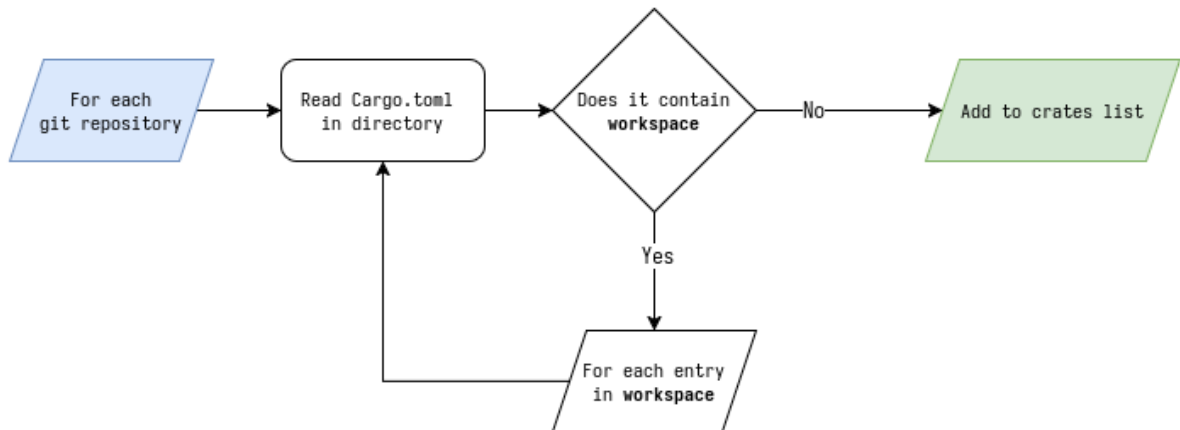 For each
git repository
Read Cargo.toml
in directory
Does it contain
workspace
No
Add to crates list
Yes
For each entry
in workspace